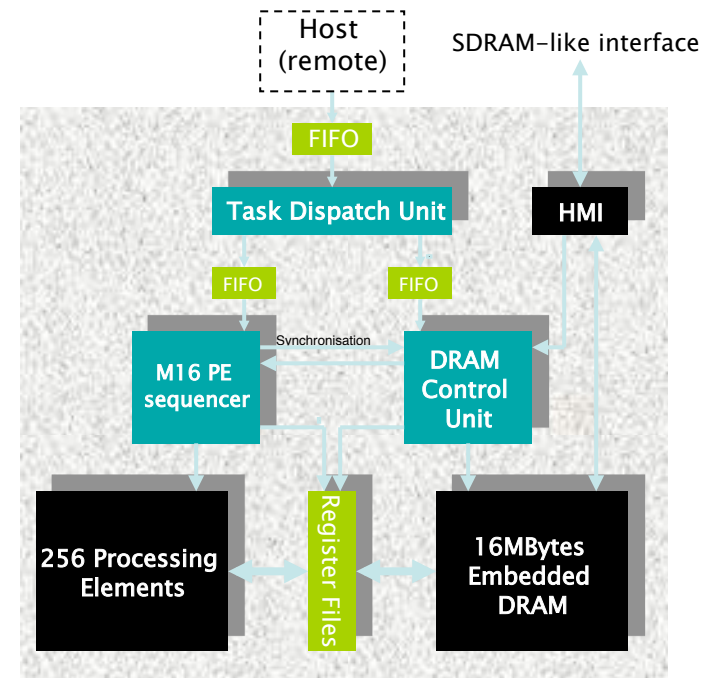 Host
(remote)
SDRAM-like interface
FIFO
Task Dispatch Unit
HMI
FIFO
FIFO
Synchronisation
M16 PE
sequencer
DRAM
Control
Unit
256 Processing
Elements
Register Files
16MBytes
Embedded
DRAM